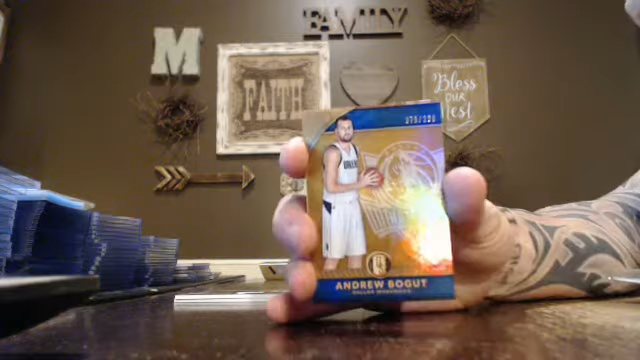 FAMILY
M
FAITH
Bless
OUR
Nest
ANDREW BOGUT
DALLAS MAVERICKS